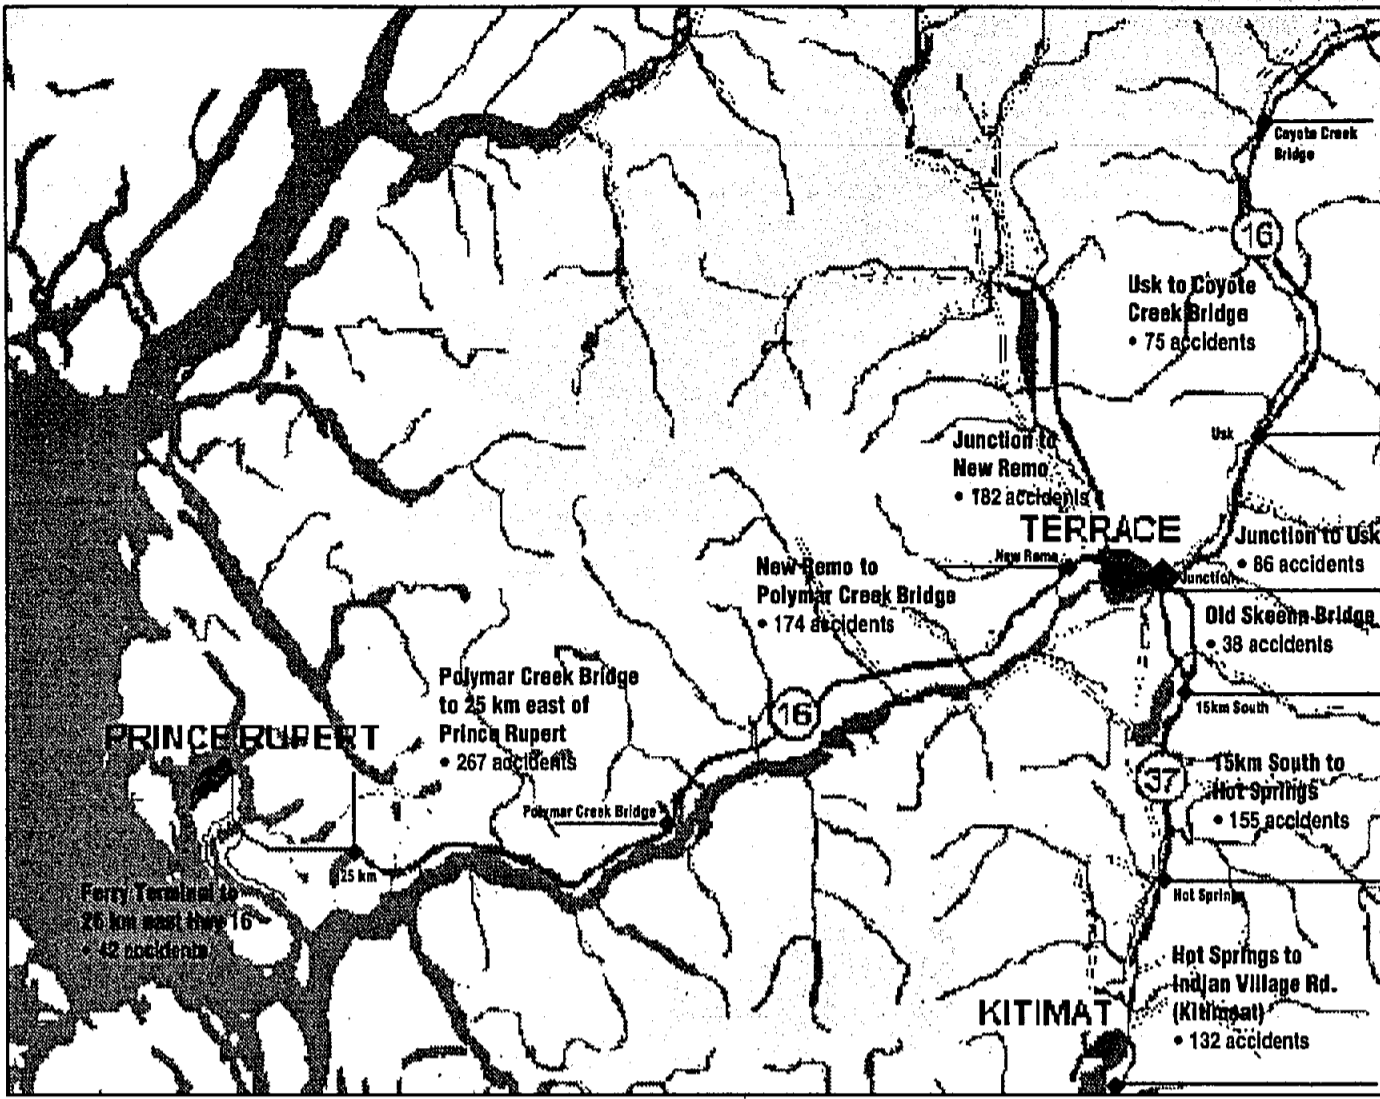 Coyote Creek
Bridge
16
Usk to Coyote
Creek Bridge
• 75 accidents
Usk
Junction to
New Remo
• 182 accidents
TERRACE
New Remo
Junction
Junction to Usk
• 86 accidents
New Remo to
Polymar Creek Bridge
• 174 accidents
Old Skeena Bridge
• 38 accidents
15km South
Polymar Creek Bridge
to 25 km east of
Prince Rupert
• 267 accidents
16
PRINCE RUPERT
37
15km South to
Hot Springs
• 155 accidents
Polymar Creek Bridge
25 km
Hot Springs
Ferry Terminal to
25 km east Hwy 16
• 42 accidents
Hot Springs to
Indian Village Rd.
(Kitimaat)
• 132 accidents
KITIMAT